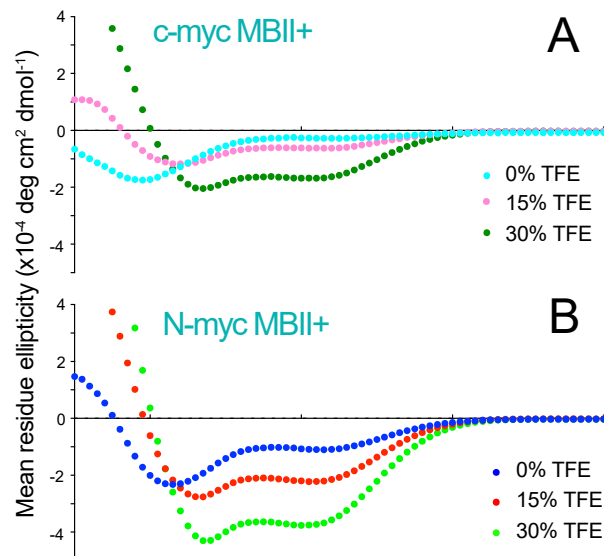 4
c-myc MBII+
A
2
0
-2
-4
0% TFE
15% TFE
30% TFE
Mean residue ellipticity (x10⁻⁴ deg cm² dmol⁻¹)
4
N-myc MBII+
B
2
0
-2
-4
0% TFE
15% TFE
30% TFE